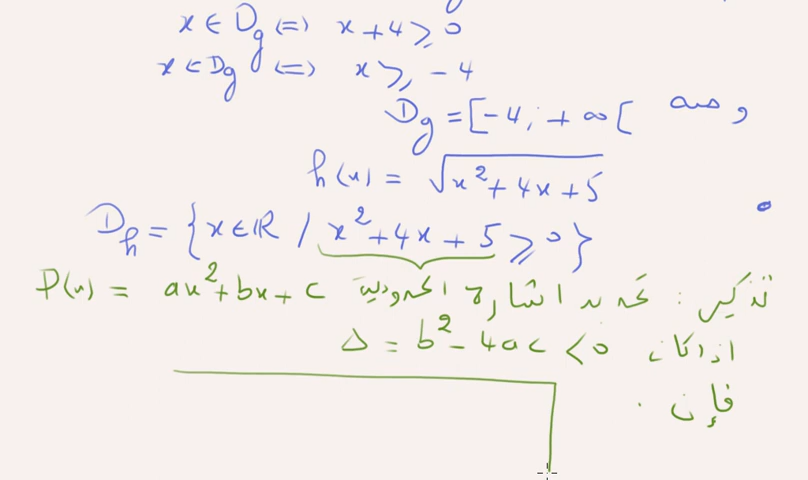 x ∈ D_g ⇔ x + 4 ≥ 0
x ∈ D_g ⇔ x ≥ -4
ومنه D_g = [-4; +∞[
• h(x) = √(x² + 4x + 5)
D_h = {x ∈ ℝ / x² + 4x + 5 ≥ 0}
تذكير: تحديد اشارة الحدودية P(x) = ax² + bx + c
اذا كان Δ = b² - 4ac < 0
فإن: